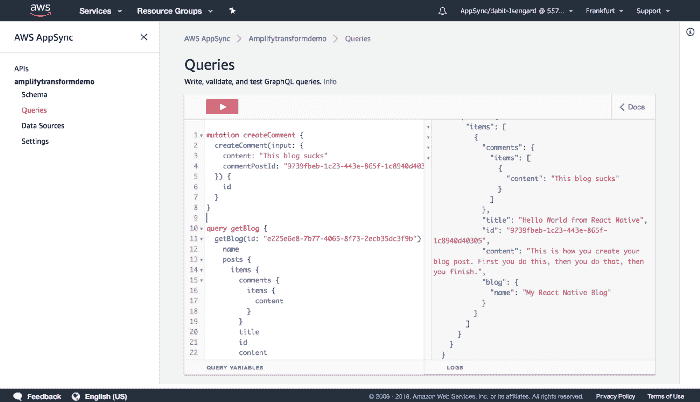 aws
Services
Resource Groups
AppSync/dabit-Isengard @ 557...
Frankfurt
Support
AWS AppSync
AWS AppSync > Amplifytransformdemo > Queries
APIs
amplifytransformdemo
Schema
Queries
Data Sources
Settings
Queries
Write, validate, and test GraphQL queries. Info
< Docs
1 mutation createComment {
2 createComment(input: {
3 content: "This blog sucks"
4 commentPostId: "9739fbeb-1c23-443e-865f-1c8940d403
5 }) {
6 id
7 }
8 }
9
10 query getBlog {
11 getBlog(id: "e225e6e8-7b77-4065-8f73-2ecb35dc3f9b")
12 name
13 posts {
14 items {
15 comments {
16 items {
17 content
18 }
19 }
20 title
21 id
22 content
QUERY VARIABLES
"items": [
{
"comments": {
"items": [
{
"content": "This blog sucks"
}
]
},
"title": "Hello World from React Native",
"id": "9739fbeb-1c23-443e-865f-
1c8940d40305",
"content": "This is how you create your
blog post. First you do this, then you do that, then
you finish.",
"blog": {
"name": "My React Native Blog"
}
}
]
}
}
}
LOGS
Feedback
English (US)
© 2008 - 2018, Amazon Web Services, Inc. or its affiliates. All rights reserved.
Privacy Policy
Terms of Use